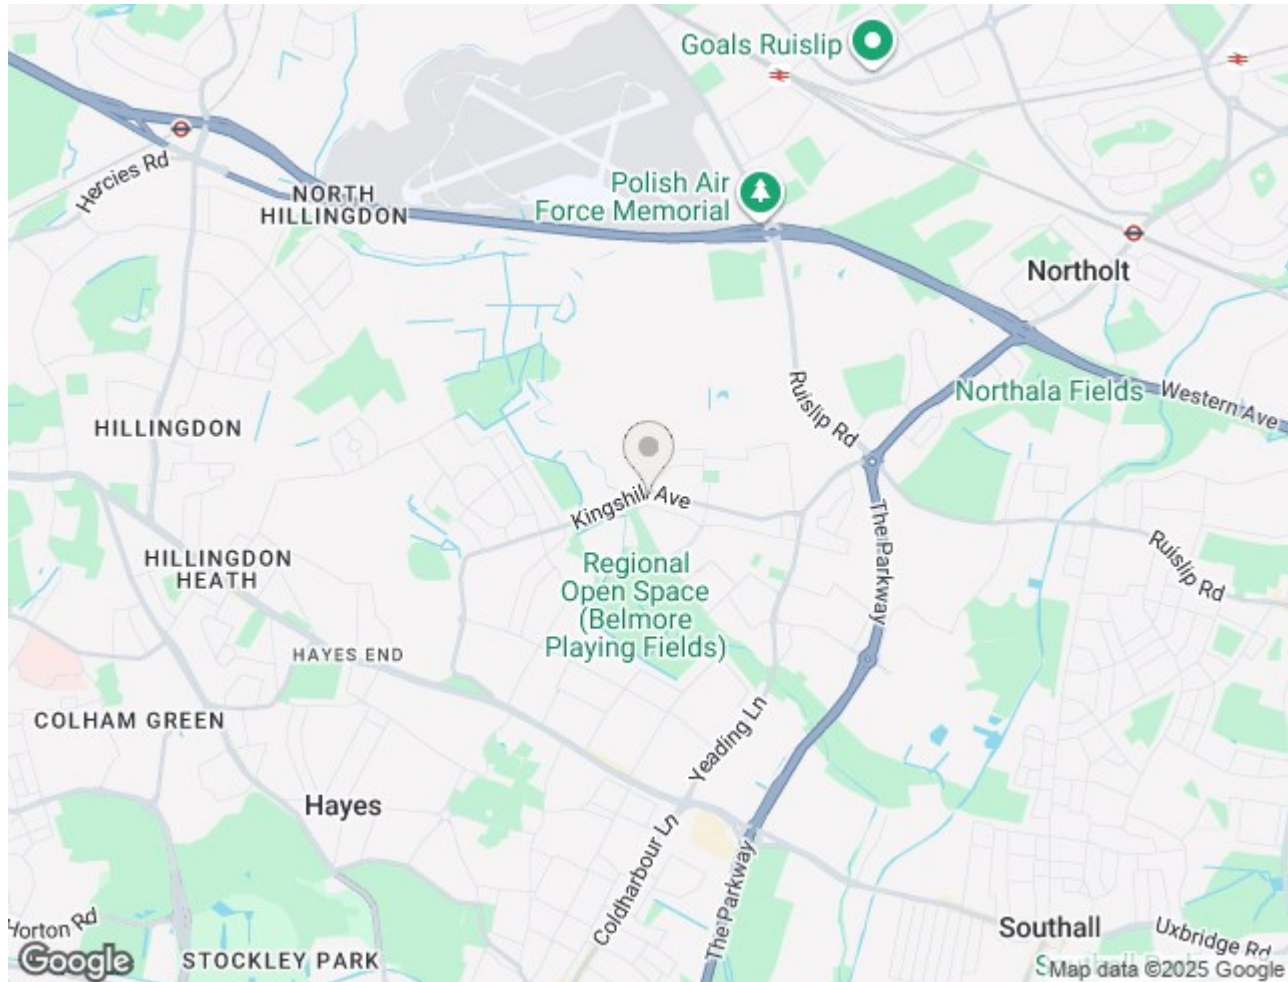 Goals Ruislip
Hercies Rd
NORTH
HILLINGDON
Polish Air
Force Memorial
Northolt
Ruislip Rd
Northala Fields
Western Ave
HILLINGDON
Kingshill Ave
The Parkway
Ruislip Rd
HILLINGDON
HEATH
Regional
Open Space
(Belmore
Playing Fields)
HAYES END
COLHAM GREEN
Yeading Ln
Hayes
Coldharbour Ln
The Parkway
Horton Rd
Southall
Uxbridge Rd
STOCKLEY PARK
Google
Map data ©2025 Google